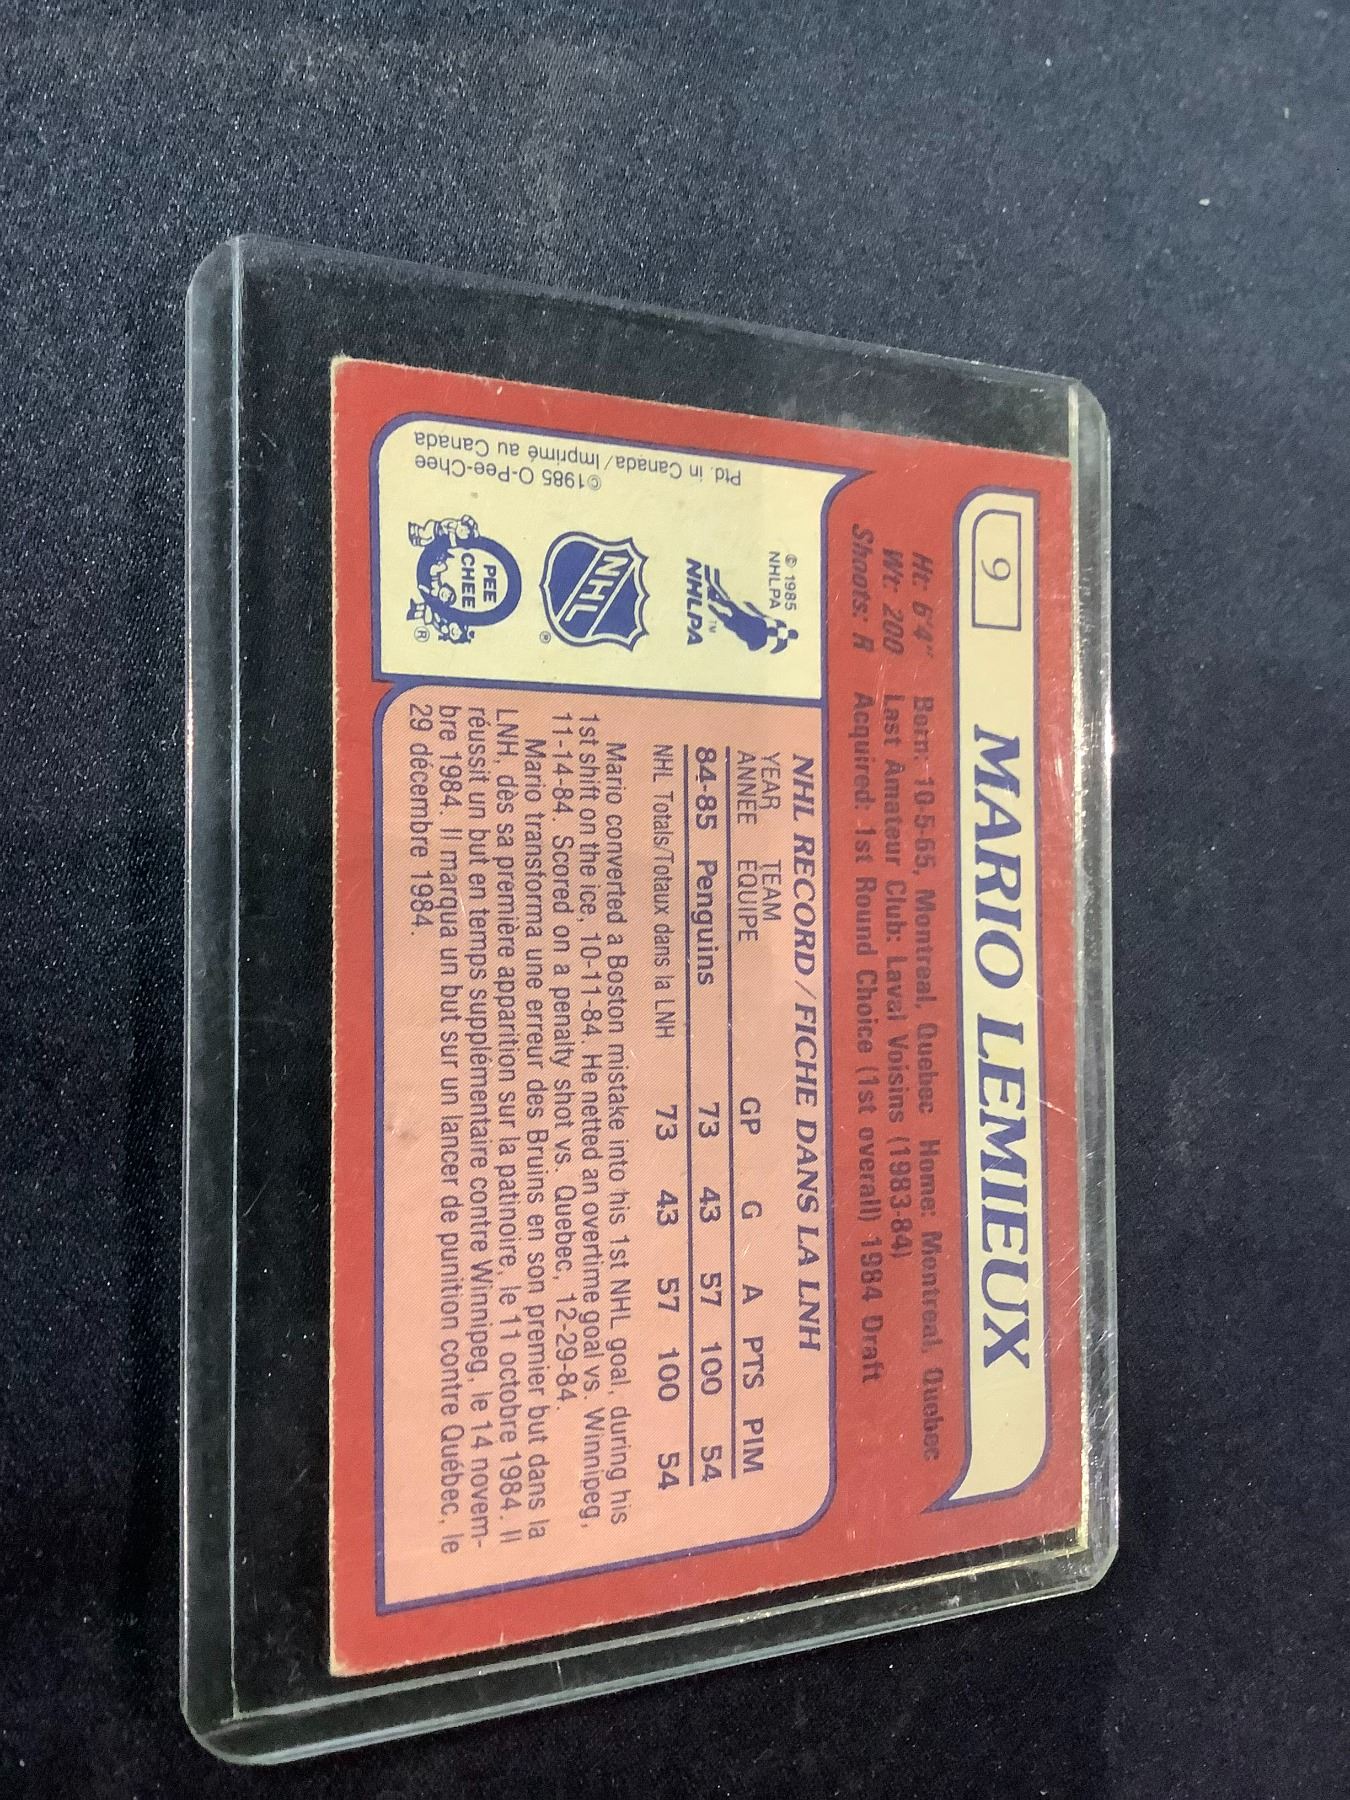 9
MARIO LEMIEUX
Ht: 6'4" Born: 10-5-65, Montreal, Quebec Home: Montreal, Quebec
Wt: 200 Last Amateur Club: Laval Voisins (1983-84)
Shoots: R Acquired: 1st Round Choice (1st overall) 1984 Draft
© 1985
NHLPA
NHLPA
TM
NHL
®
PEE
CHEE
®
©1985 O-Pee-Chee
Ptd. in Canada/Imprimé au Canada
NHL RECORD/FICHE DANS LA LNH
YEAR TEAM
ANNEE EQUIPE GP G A PTS PIM
84-85 Penguins 73 43 57 100 54
NHL Totals/Totaux dans la LNH 73 43 57 100 54
Mario converted a Boston mistake into his 1st NHL goal, during his
1st shift on the ice, 10-11-84. He netted an overtime goal vs. Winnipeg,
11-14-84. Scored on a penalty shot vs. Quebec, 12-29-84.
Mario transforma une erreur des Bruins en son premier but dans la
LNH, dès sa première apparition sur la patinoire, le 11 octobre 1984. Il
réussit un but en temps supplémentaire contre Winnipeg, le 14 novem-
bre 1984. Il marqua un but sur un lancer de punition contre Québec, le
29 décembre 1984.